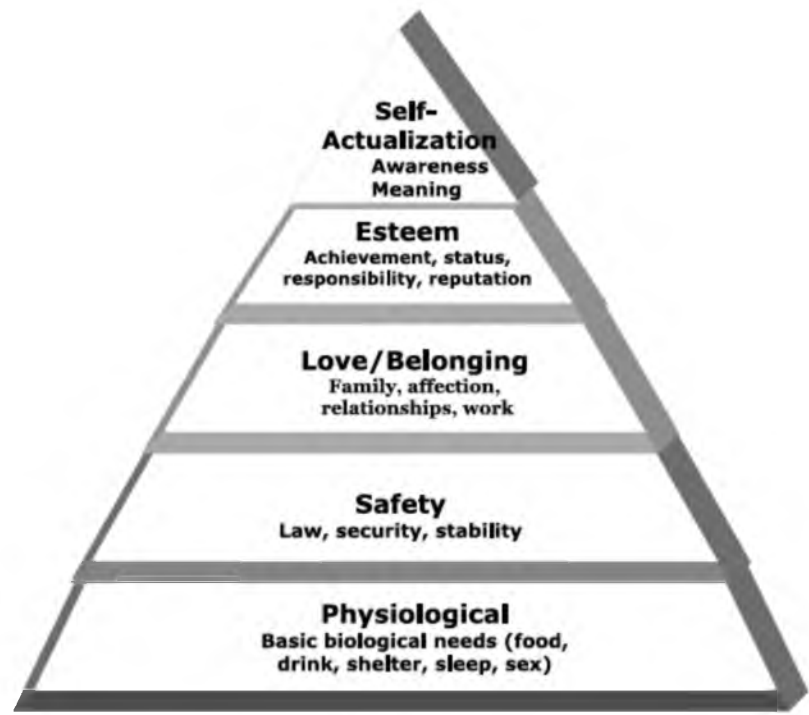 Self-
Actualization
Awareness
Meaning
Esteem
Achievement, status,
responsibility, reputation
Love/Belonging
Family, affection,
relationships, work
Safety
Law, security, stability
Physiological
Basic biological needs (food,
drink, shelter, sleep, sex)